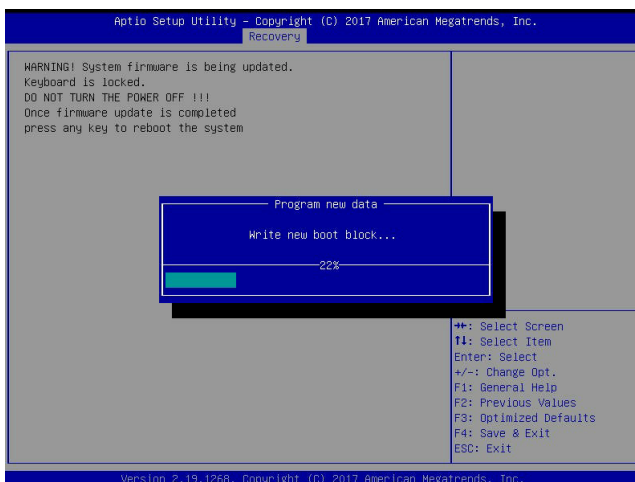 Aptio Setup Utility – Copyright (C) 2017 American Megatrends, Inc.
Recovery
WARNING! System firmware is being updated.
Keyboard is locked.
DO NOT TURN THE POWER OFF !!!
Once firmware update is completed
press any key to reboot the system
Program new data
Write new boot block...
22%
→←: Select Screen
↑↓: Select Item
Enter: Select
+/-: Change Opt.
F1: General Help
F2: Previous Values
F3: Optimized Defaults
F4: Save & Exit
ESC: Exit
Version 2.19.1268. Copyright (C) 2017 American Megatrends, Inc.